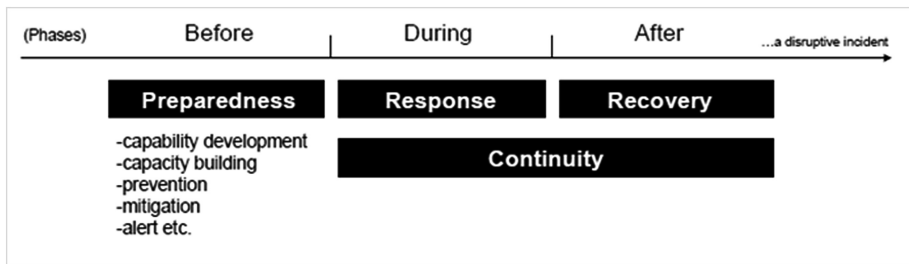 (Phases) Before During After ...a disruptive incident
Preparedness Response Recovery
Continuity
-capability development
-capacity building
-prevention
-mitigation
-alert etc.